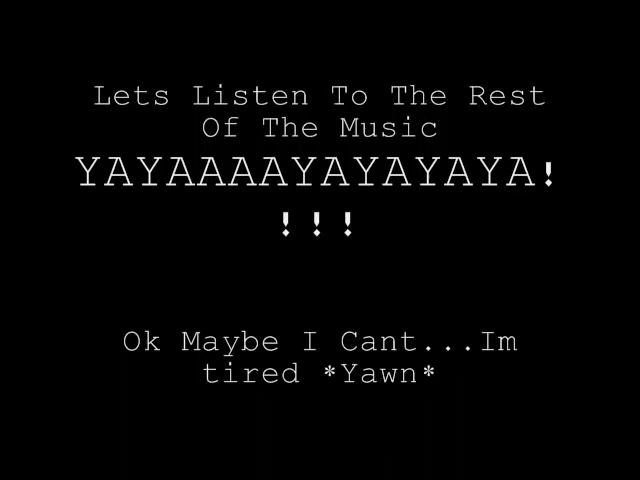 Lets Listen To The Rest
Of The Music
YAYAAAAYAYAYAYA!
!!!
Ok Maybe I Cant...Im
tired *Yawn*